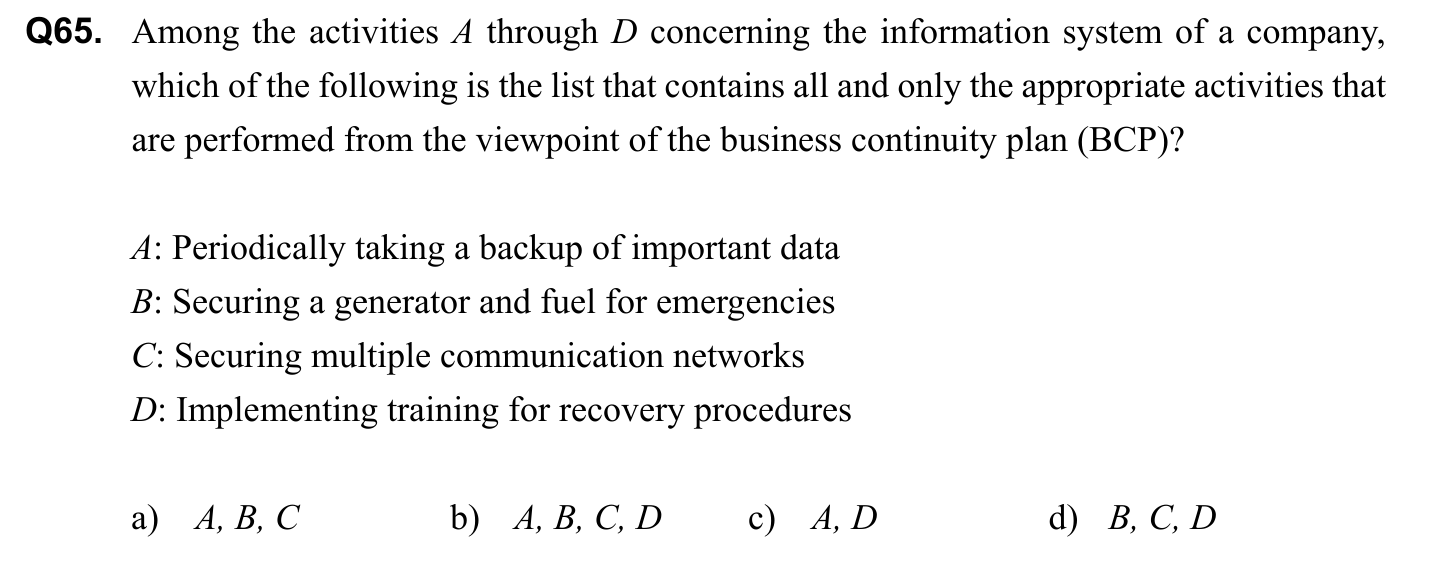 Q65. Among the activities A through D concerning the information system of a company,
which of the following is the list that contains all and only the appropriate activities that
are performed from the viewpoint of the business continuity plan (BCP)?
A: Periodically taking a backup of important data
B: Securing a generator and fuel for emergencies
C: Securing multiple communication networks
D: Implementing training for recovery procedures
a) A, B, C b) A, B, C, D c) A, D d) B, C, D